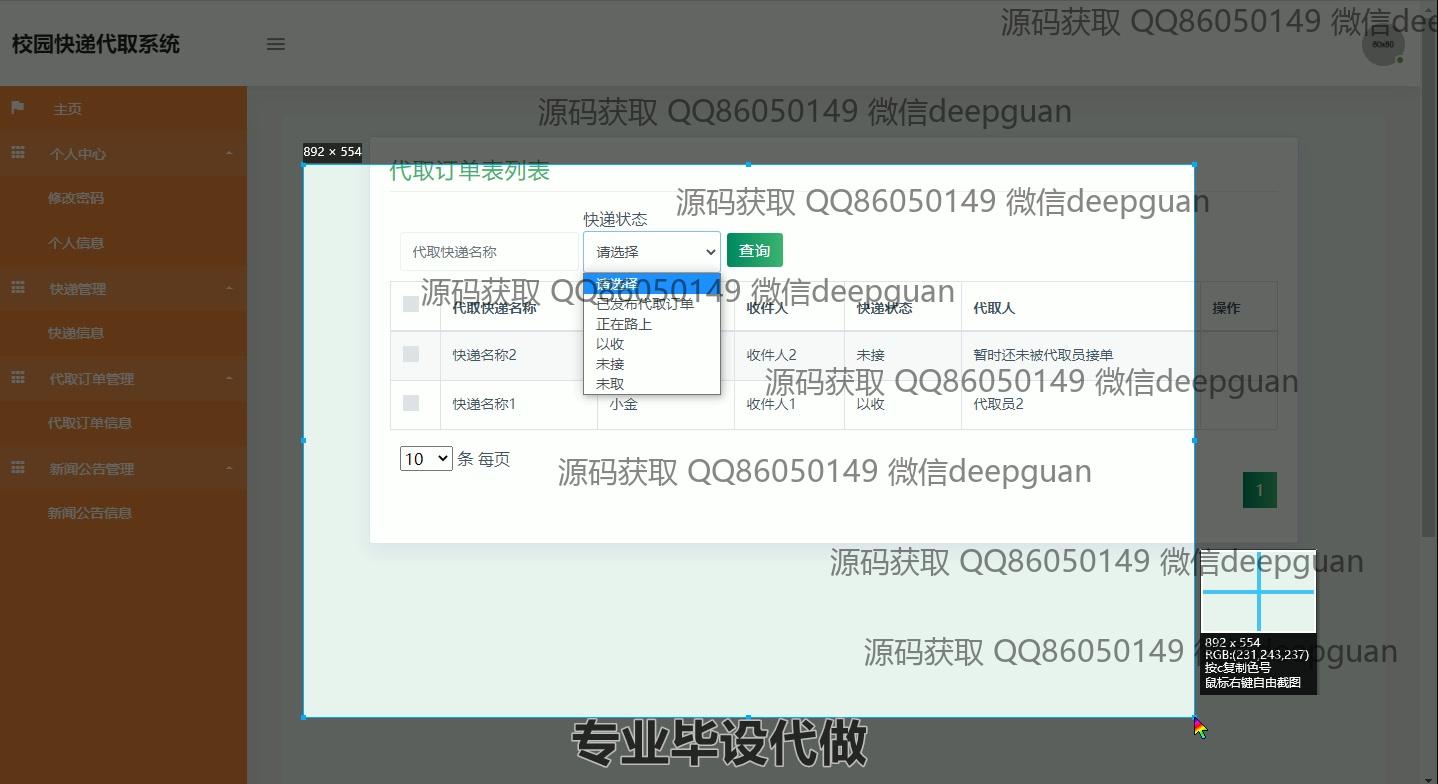 源码获取 QQ86050149 微信dee
校园快递代取系统
60x60
主页
源码获取 QQ86050149 微信deepguan
个人中心
892 × 554
代取订单表列表
修改密码
源码获取 QQ86050149 微信deepguan
快递状态
个人信息
代取快递名称
请选择
查询
快递管理
请选择
源码获取 QQ86050149 微信deepguan
代取快递名称
已发布代取订单
收件人
快递状态
代取人
操作
正在路上
快递信息
以收
快递名称2
收件人2
未接
暂时还未被代取员接单
未接
代取订单管理
未取
源码获取 QQ86050149 微信deepguan
快递名称1
小金
收件人1
以收
代取员2
代取订单信息
10 条 每页
新闻公告管理
源码获取 QQ86050149 微信deepguan
1
新闻公告信息
源码获取 QQ86050149 微信deepguan
892 x 554
源码获取 QQ86050149 微信deepguan
RGB:(231,243,237)
按c复制色号
鼠标右键自由截图
专业毕设代做